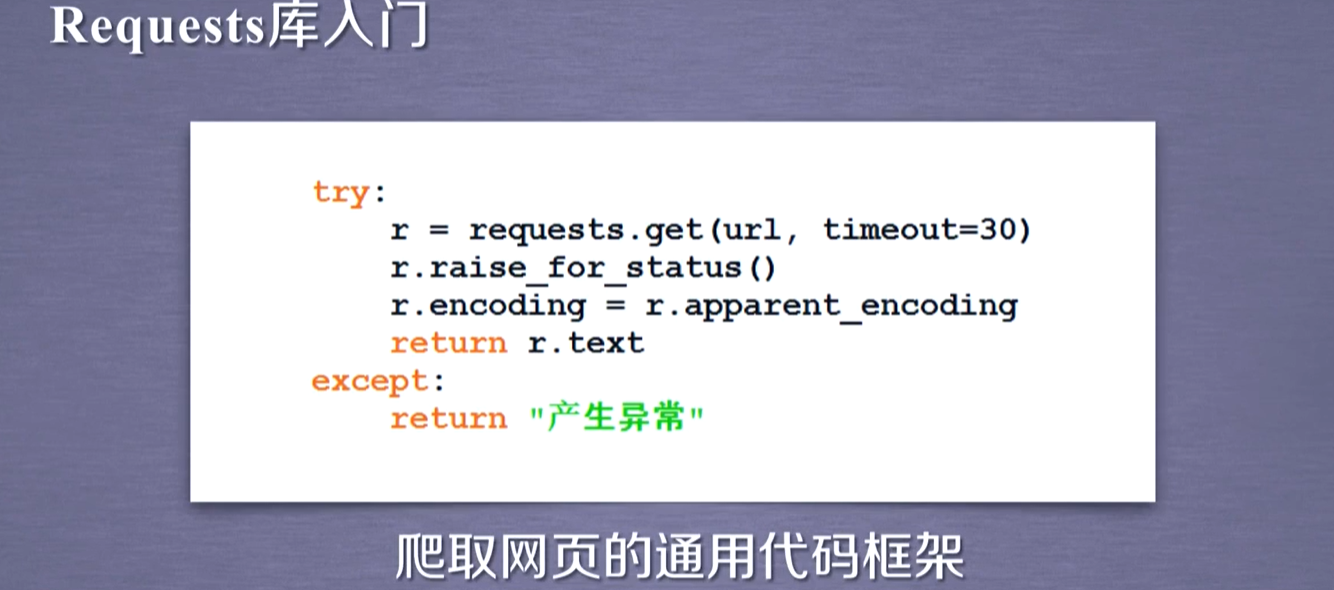 Requests库入门
try:
    r = requests.get(url, timeout=30)
    r.raise_for_status()
    r.encoding = r.apparent_encoding
    return r.text
except:
    return "产生异常"
爬取网页的通用代码框架